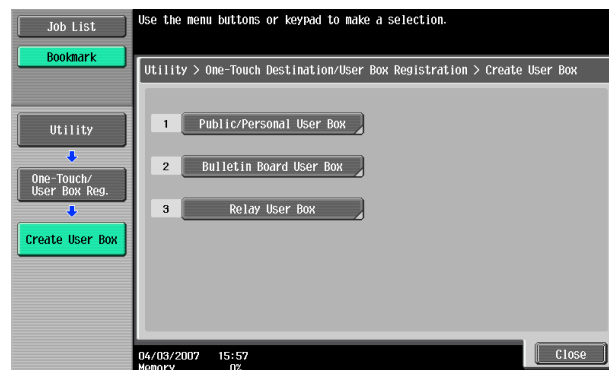 Job List
Bookmark
Use the menu buttons or keypad to make a selection.
Utility > One-Touch Destination/User Box Registration > Create User Box
Utility
One-Touch/
User Box Reg.
Create User Box
1 Public/Personal User Box
2 Bulletin Board User Box
3 Relay User Box
04/03/2007 15:57
Memory 0%
Close